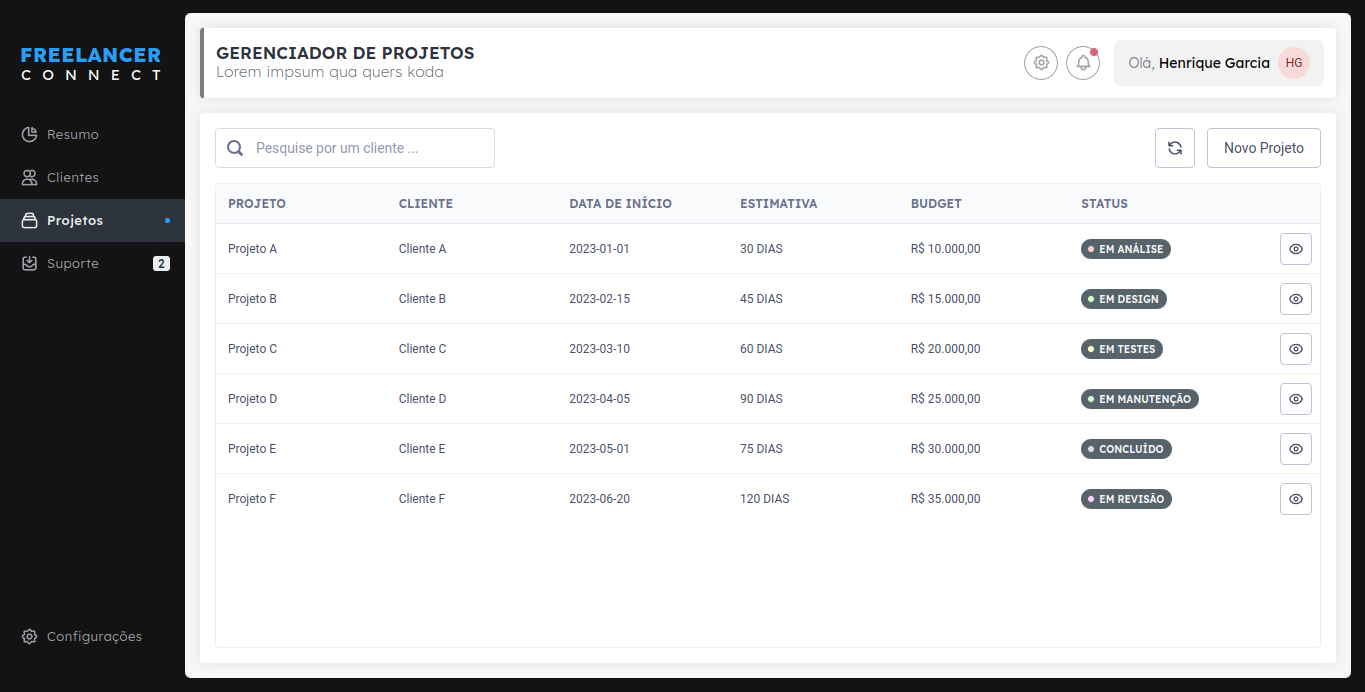 FREELANCER
CONNECT
Resumo
Clientes
Projetos
Suporte 2
Configurações
GERENCIADOR DE PROJETOS
Lorem impsum qua quers koda
Olá, Henrique Garcia HG
Pesquise por um cliente ...
Novo Projeto
PROJETO CLIENTE DATA DE INÍCIO ESTIMATIVA BUDGET STATUS
Projeto A Cliente A 2023-01-01 30 DIAS R$ 10.000,00 EM ANÁLISE
Projeto B Cliente B 2023-02-15 45 DIAS R$ 15.000,00 EM DESIGN
Projeto C Cliente C 2023-03-10 60 DIAS R$ 20.000,00 EM TESTES
Projeto D Cliente D 2023-04-05 90 DIAS R$ 25.000,00 EM MANUTENÇÃO
Projeto E Cliente E 2023-05-01 75 DIAS R$ 30.000,00 CONCLUÍDO
Projeto F Cliente F 2023-06-20 120 DIAS R$ 35.000,00 EM REVISÃO